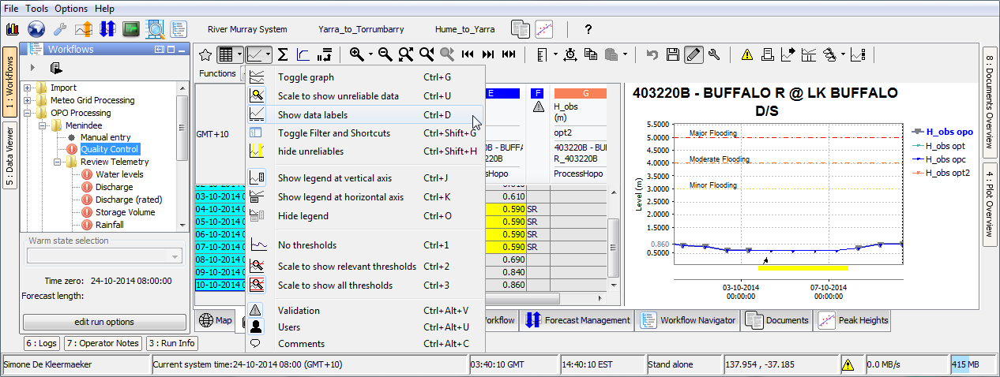 File Tools Options Help
River Murray System Yarra_to_Torrumbarry Hume_to_Yarra ?
1 : Workflows
5 : Data Viewer
Workflows
Import
Meteo Grid Processing
OPO Processing
Menindee
Manual entry
Quality Control
Review Telemetry
Water levels
Discharge
Discharge (rated)
Storage Volume
Rainfall
Warm state selection
Time zero: 24-10-2014 08:00:00
Forecast length:
edit run options
Functions
GMT+10
03-10-2014 0
04-10-2014 0
05-10-2014 0
06-10-2014 0
07-10-2014 0
08-10-2014 0
09-10-2014 0
10-10-2014 0
Toggle graph Ctrl+G
Scale to show unreliable data Ctrl+U
Show data labels Ctrl+D
Toggle Filter and Shortcuts Ctrl+Shift+G
hide unreliables Ctrl+Shift+H
Show legend at vertical axis Ctrl+J
Show legend at horizontal axis Ctrl+K
Hide legend Ctrl+O
No thresholds Ctrl+1
Scale to show relevant thresholds Ctrl+2
Scale to show all thresholds Ctrl+3
Validation Ctrl+Alt+V
Users Ctrl+Alt+U
Comments Ctrl+Alt+C
E F G
H_obs
(m)
opt2
0B - BUFFA 403220B - BU
3220B R_403220B
essHopo ProcessHopo
0.610
0.590 SR
0.590 SR
0.590 SR
0.590 SR
0.690
0.840
0.860
403220B - BUFFALO R @ LK BUFFALO
D/S
Level (m)
5.5000
5.0000
4.0000
3.0000
2.0000
1.0000
0.860
0.5000
Major Flooding
Moderate Flooding
Minor Flooding
03-10-2014
00:00:00
07-10-2014
00:00:00
H_obs opo
H_obs opt
H_obs opc
H_obs opt2
8 : Documents Overview
4 : Plot Overview
Map
orkflow
Forecast Management
Workflow Navigator
Documents
Peak Heights
6 : Logs 7 : Operator Notes 3 : Run Info
Simone De Kleermaeker Current system time:24-10-2014 08:00 (GMT+10) 03:40:10 GMT 14:40:10 EST Stand alone 137.954 , -37.185 0.0 MB/s 415 MB